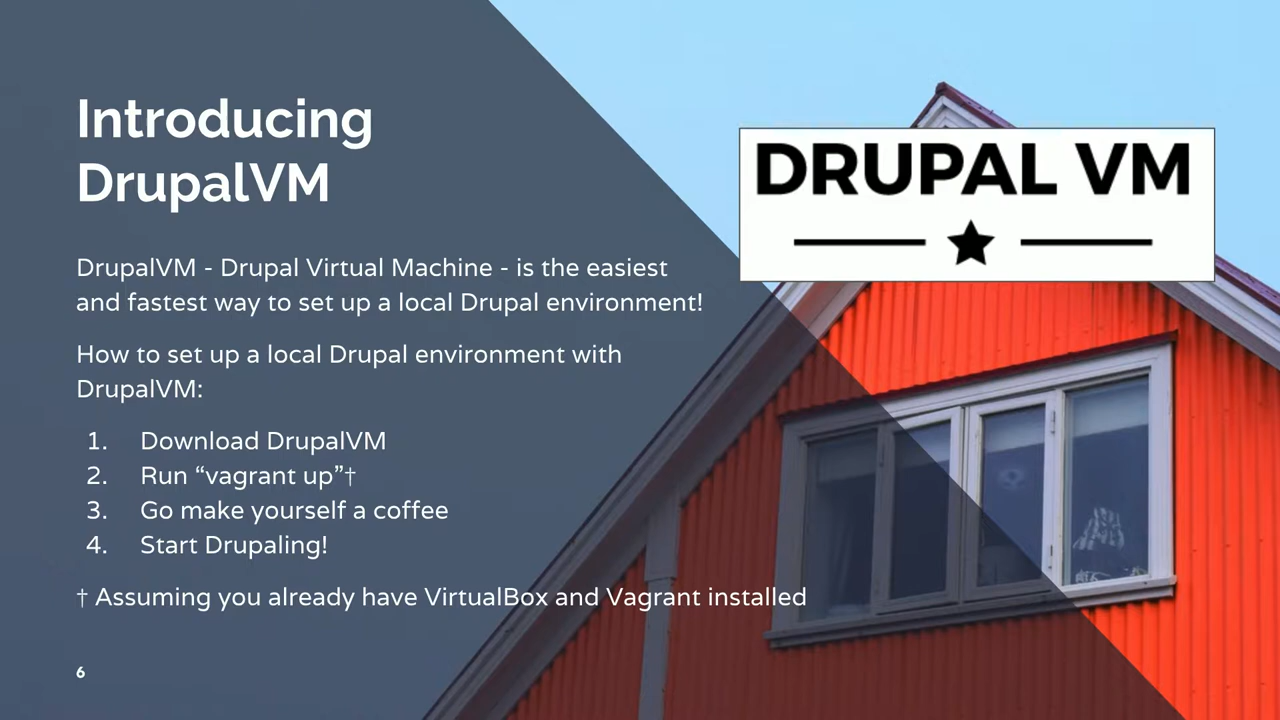 Introducing
DrupalVM
DRUPAL VM
DrupalVM - Drupal Virtual Machine - is the easiest
and fastest way to set up a local Drupal environment!
How to set up a local Drupal environment with
DrupalVM:
1. Download DrupalVM
2. Run “vagrant up”†
3. Go make yourself a coffee
4. Start Drupaling!
† Assuming you already have VirtualBox and Vagrant installed
6